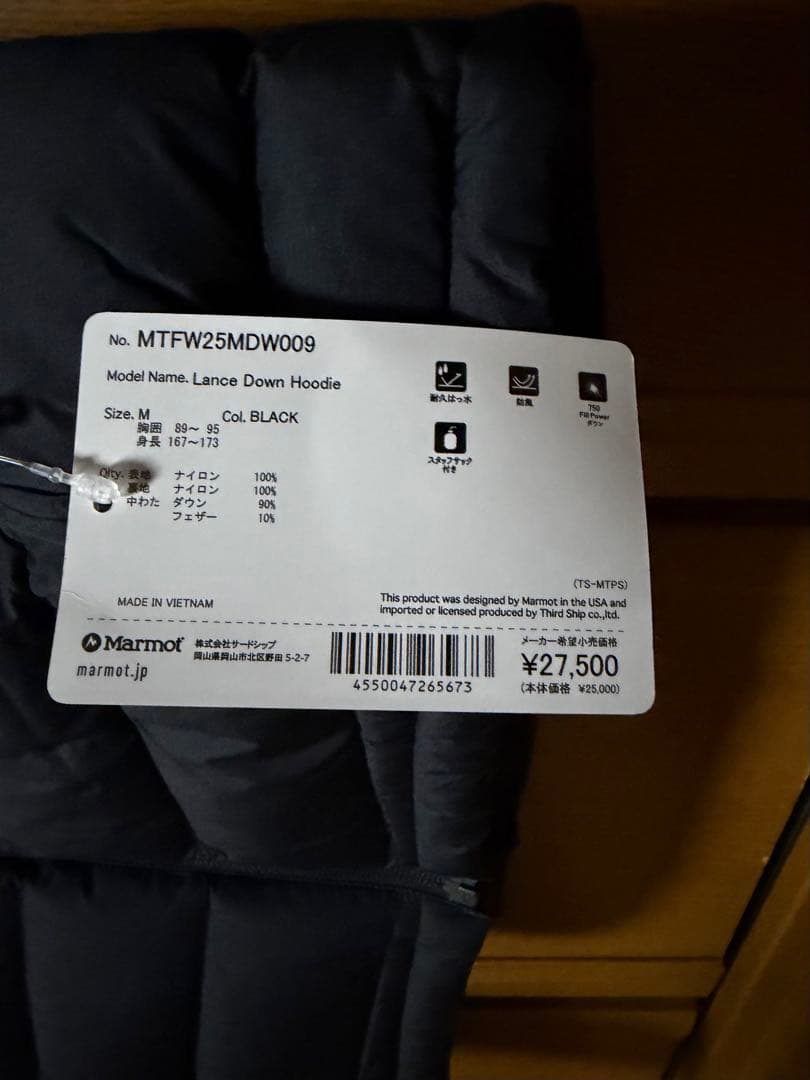 No. MTFW25MDW009
Model Name. Lance Down Hoodie
Size. M Col. BLACK
胸囲 89～ 95
身長 167～173
Qlty. 表地 ナイロン 100%
裏地 ナイロン 100%
中わた ダウン 90%
フェザー 10%
耐久はっ水
防風
750
Fill Power
ダウン
スタッフサック
付き
(TS-MTPS)
MADE IN VIETNAM
This product was designed by Marmot in the USA and
imported or licensed produced by Third Ship co.,ltd.
Marmot
marmot.jp
株式会社サードシップ
岡山県岡山市北区野田 5-2-7
4550047265673
メーカー希望小売価格
¥27,500
(本体価格 ¥25,000)